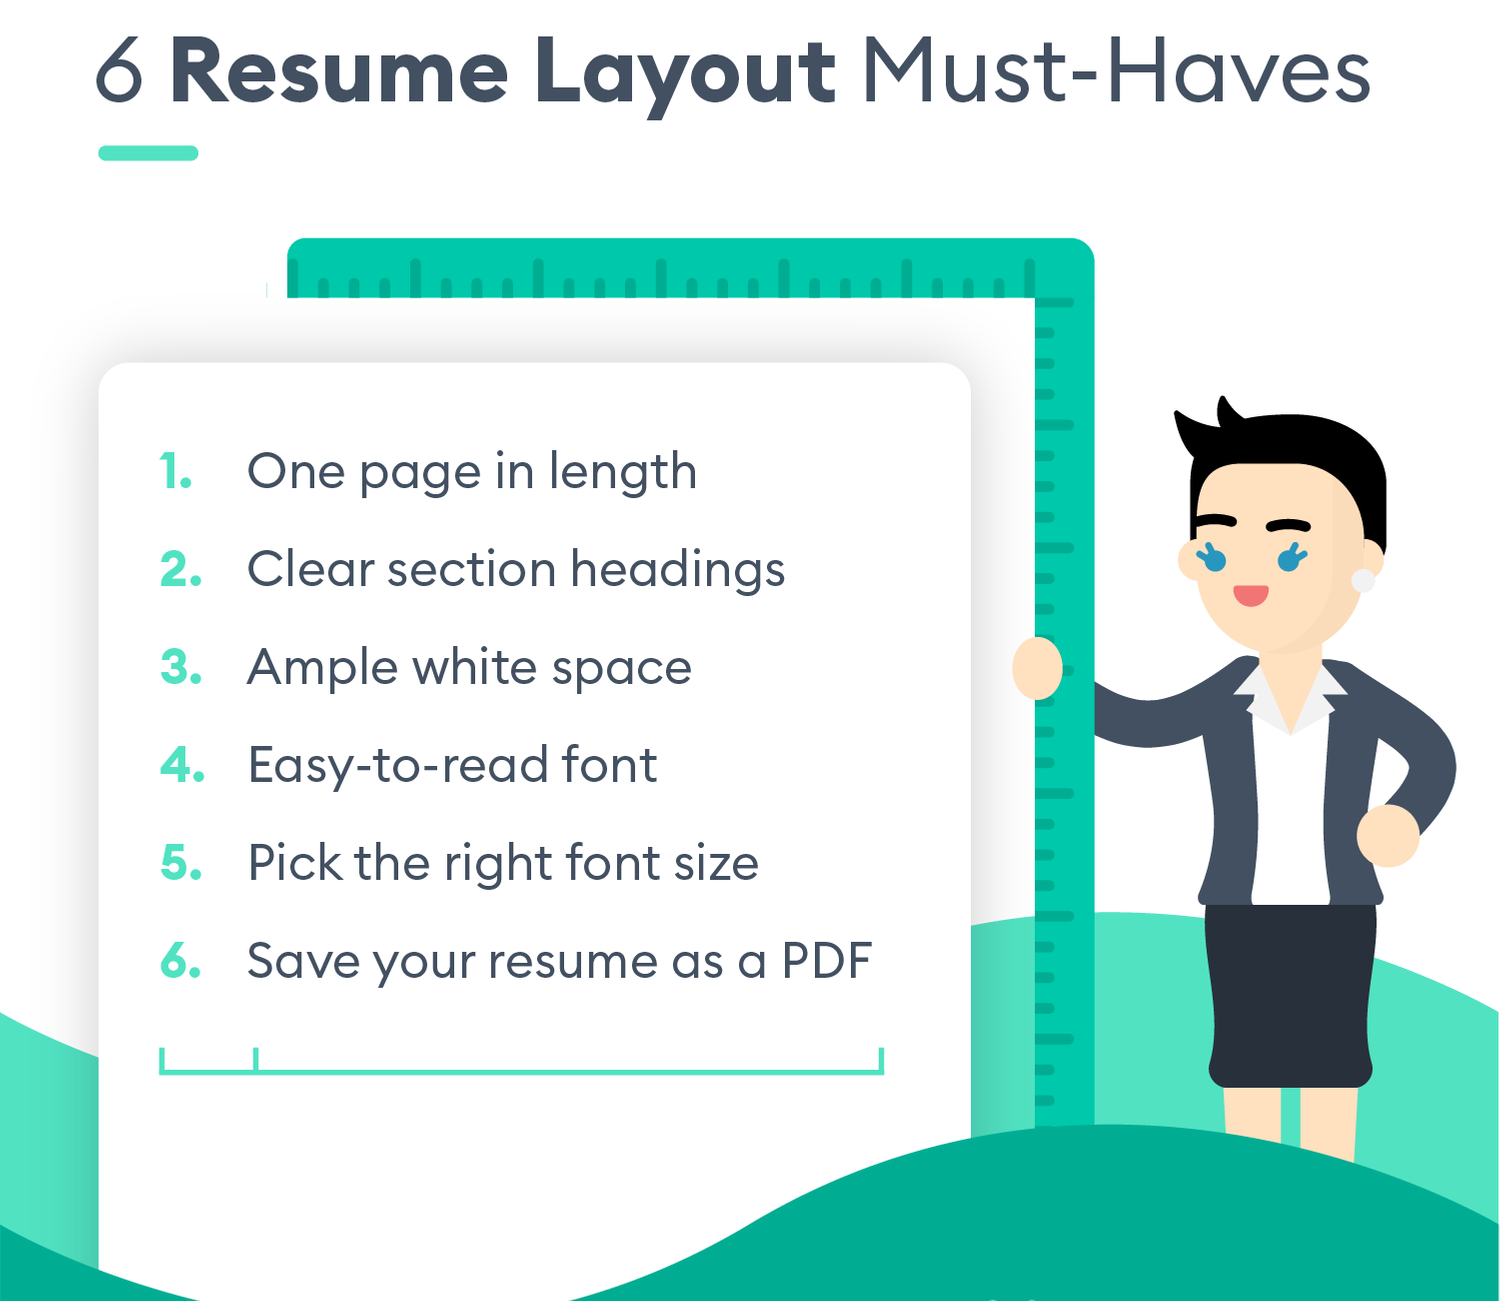 6 Resume Layout Must-Haves
1. One page in length
2. Clear section headings
3. Ample white space
4. Easy-to-read font
5. Pick the right font size
6. Save your resume as a PDF